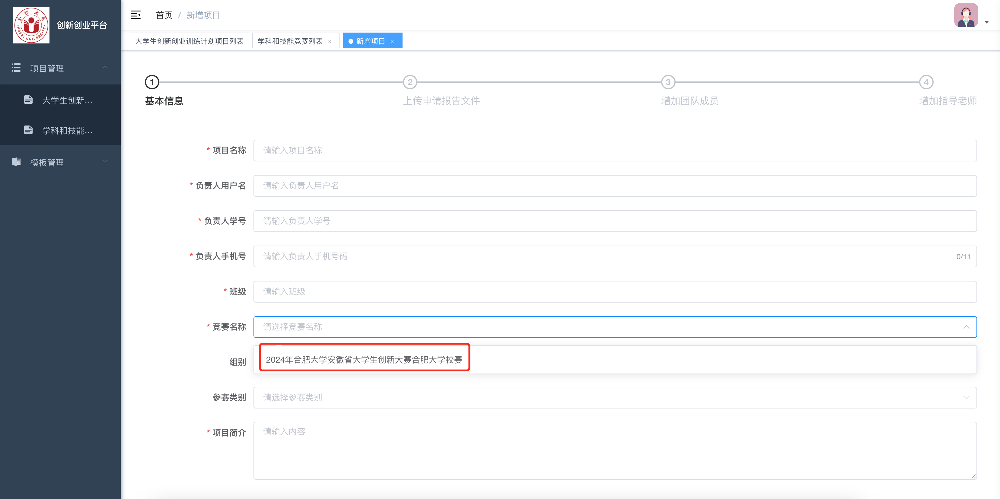 合肥大学
HEFEI UNIVERSITY
创新创业平台
首页 / 新增项目
大学生创新创业训练计划项目列表
学科和技能竞赛列表 ×
新增项目 ×
项目管理
大学生创新...
学科和技能...
模板管理
1
2
3
4
基本信息
上传申请报告文件
增加团队成员
增加指导老师
* 项目名称 请输入项目名称
* 负责人用户名 请输入负责人用户名
* 负责人学号 请输入负责人学号
* 负责人手机号 请输入负责人手机号码 0/11
* 班级 请输入班级
* 竞赛名称 请选择竞赛名称
组别 2024年合肥大学安徽省大学生创新大赛合肥大学校赛
参赛类别 请选择参赛类别
* 项目简介 请输入内容